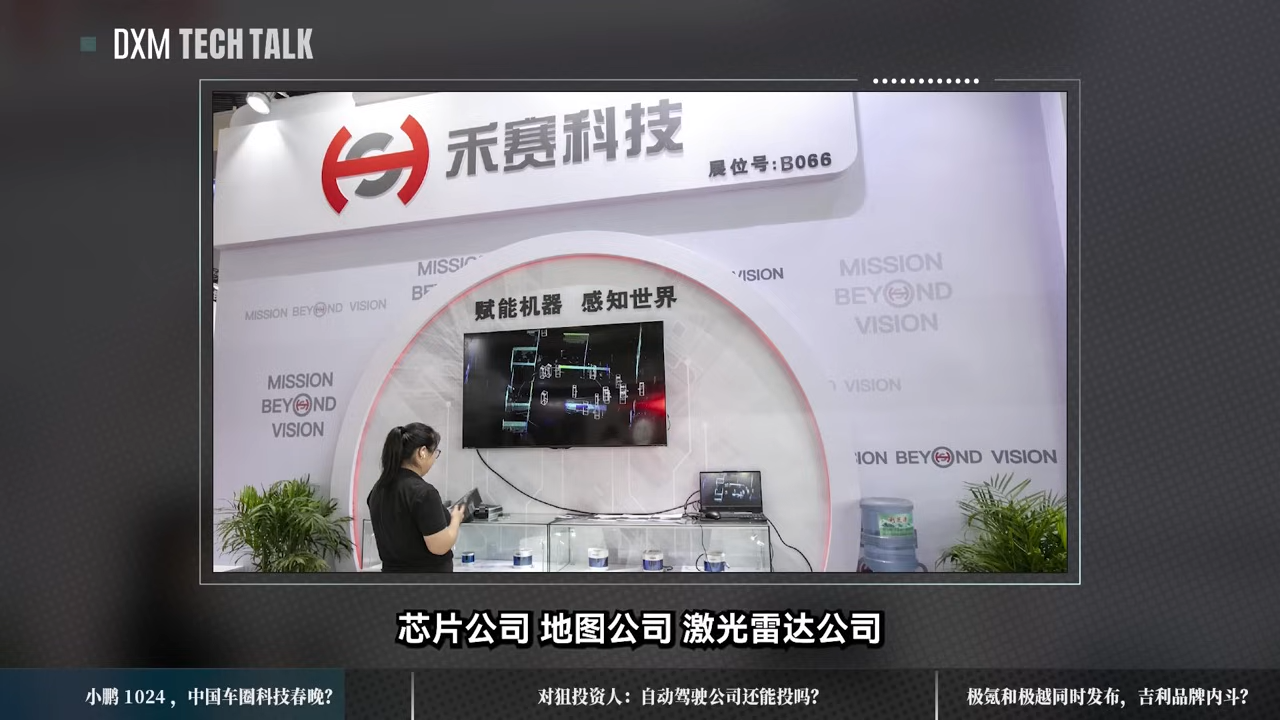 DXM TECH TALK
禾赛科技
展位号:B066
MISSION
BEYOND VISION
MISSION
BEYOND
VISION
MISSION BEYOND VISION
赋能机器 感知世界
MISSION
BEYOND
VISION
VISION
BEYOND VISION
芯片公司 地图公司 激光雷达公司
小鹏 1024，中国车圈科技春晚？
对狙投资人：自动驾驶公司还能投吗？
极氪和极越同时发布，吉利品牌内斗？